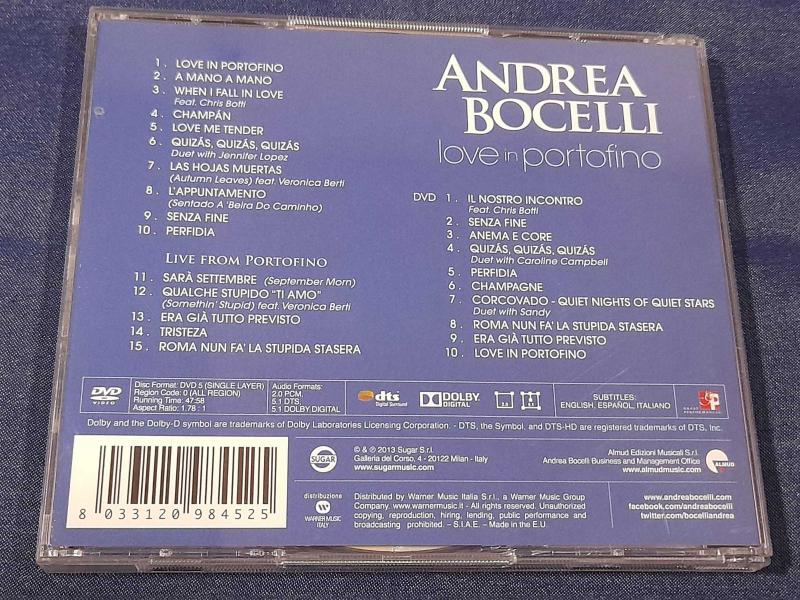 1. LOVE IN PORTOFINO
2. A MANO A MANO
3. WHEN I FALL IN LOVE
Feat. Chris Botti
4. CHAMPÁN
5. LOVE ME TENDER
6. QUIZÁS, QUIZÁS, QUIZÁS
Duet with Jennifer Lopez
7. LAS HOJAS MUERTAS
(Autumn Leaves) feat. Veronica Berti
8. L'APPUNTAMENTO
(Sentado A 'Beira Do Caminho)
9. SENZA FINE
10. PERFIDIA
LIVE FROM PORTOFINO
11. SARÀ SETTEMBRE (September Morn)
12. QUALCHE STUPIDO "TI AMO"
(Somethin' Stupid) feat. Veronica Berti
13. ERA GIÀ TUTTO PREVISTO
14. TRISTEZA
15. ROMA NUN FA' LA STUPIDA STASERA
ANDREA
BOCELLI
love in portofino
DVD 1. IL NOSTRO INCONTRO
Feat. Chris Botti
2. SENZA FINE
3. ANEMA E CORE
4. QUIZÁS, QUIZÁS, QUIZÁS
Duet with Caroline Campbell
5. PERFIDIA
6. CHAMPAGNE
7. CORCOVADO - QUIET NIGHTS OF QUIET STARS
Duet with Sandy
8. ROMA NUN FA' LA STUPIDA STASERA
9. ERA GIÀ TUTTO PREVISTO
10. LOVE IN PORTOFINO
DVD
VIDEO
Disc Format: DVD 5 (SINGLE LAYER)
Region Code: 0 (ALL REGION)
Running Time: 47:58
Aspect Ratio: 1.78 : 1
Audio Formats:
2.0 PCM.
5.1 DTS.
5.1 DOLBY DIGITAL
dts
Digital Surround
DOLBY
DIGITAL
SUBTITLES:
ENGLISH, ESPAÑOL, ITALIANO
GREAT
PERFORMANCES
Dolby and the Dolby-D symbol are trademarks of Dolby Laboratories Licensing Corporation. - DTS, the Symbol, and DTS-HD are registered trademarks of DTS, Inc.
8 033120 984525
SUGAR
© & ℗ 2013 Sugar S.r.l.
Galleria del Corso, 4 - 20122 Milan - Italy
www.sugarmusic.com
Almud Edizioni Musicali S.r.l.
Andrea Bocelli Business and Management Office
www.almudmusic.com
ALMUD
distribuzione
WARNER MUSIC
ITALY
Distributed by Warner Music Italia S.r.l., a Warner Music Group
Company. www.warnermusic.it - All rights reserved. Unauthorized
copying, reproduction, hiring, lending, public performance and
broadcasting prohibited. - S.I.A.E. - Made in the E.U.
www.andreabocelli.com
facebook.com/andreabocelli
twitter.com/bocelliandrea